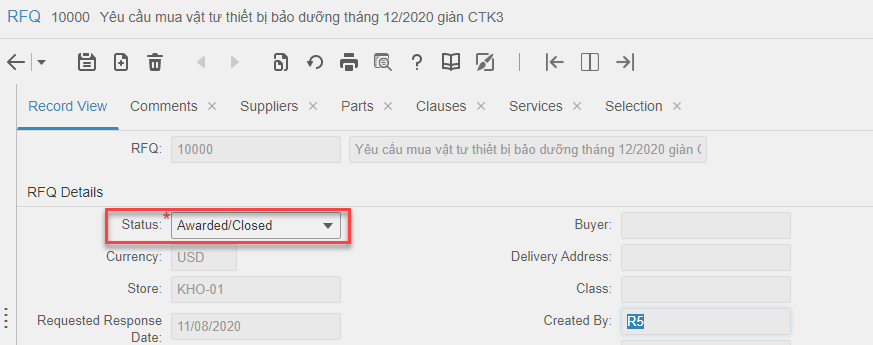 RFQ 10000 Yêu cầu mua vật tư thiết bị bảo dưỡng tháng 12/2020 giàn CTK3
Record View Comments × Suppliers × Parts × Clauses × Services × Selection ×
RFQ: 10000 Yêu cầu mua vật tư thiết bị bảo dưỡng tháng 12/2020 giàn
RFQ Details
Status: * Awarded/Closed Buyer:
Currency: USD Delivery Address:
Store: KHO-01 Class:
Requested Response Date: 11/08/2020 Created By: R5